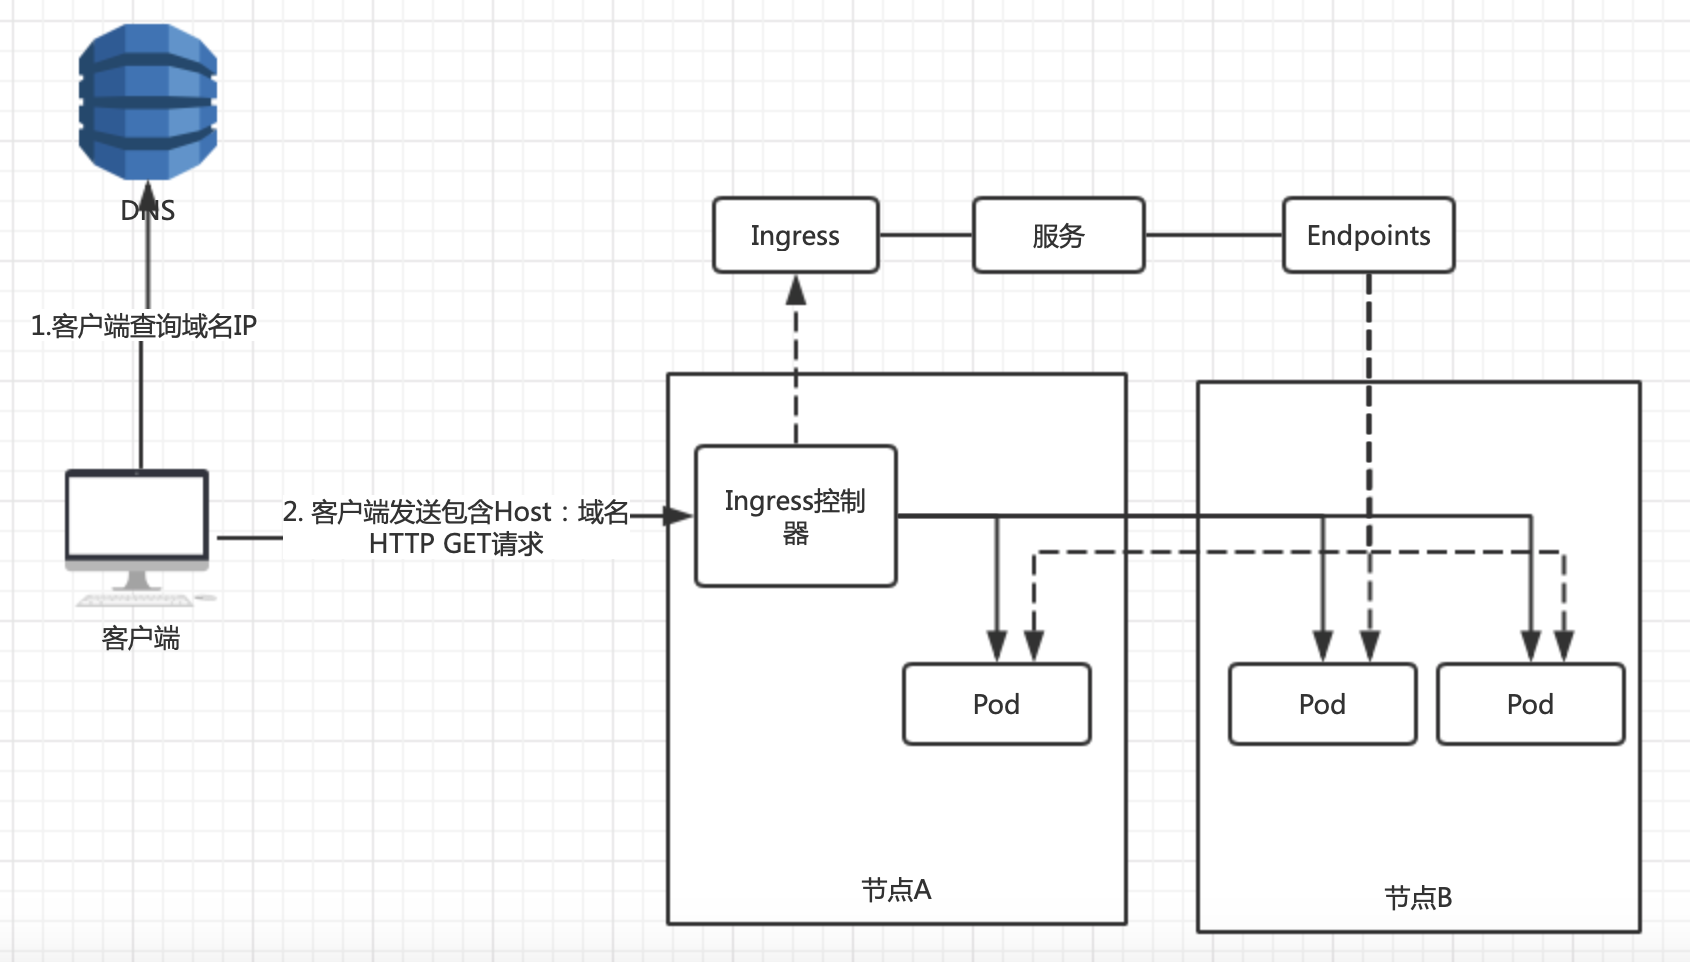 DNS
1.客户端查询域名IP
Ingress
服务
Endpoints
2. 客户端发送包含Host：域名
HTTP GET请求
Ingress控制
器
客户端
Pod
Pod
Pod
节点A
节点B